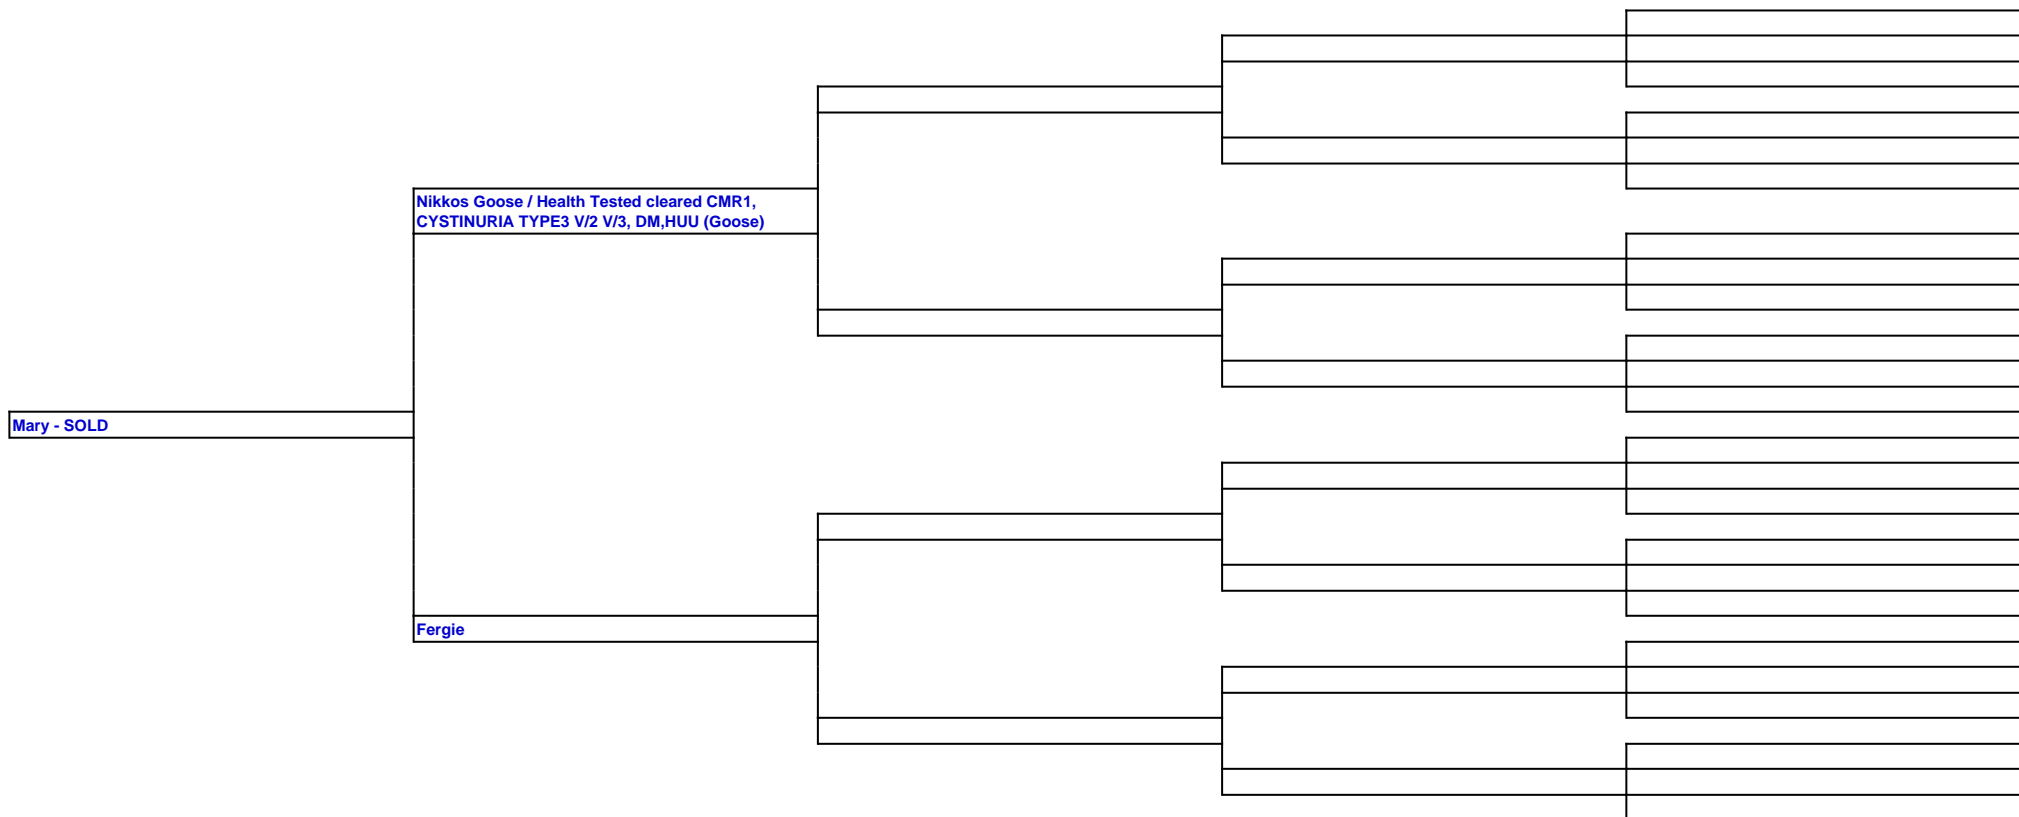 Nikkos Goose / Health Tested cleared CMR1,
CYSTINURIA TYPE3 V/2 V/3, DM,HUU (Goose)
Mary - SOLD
Fergie